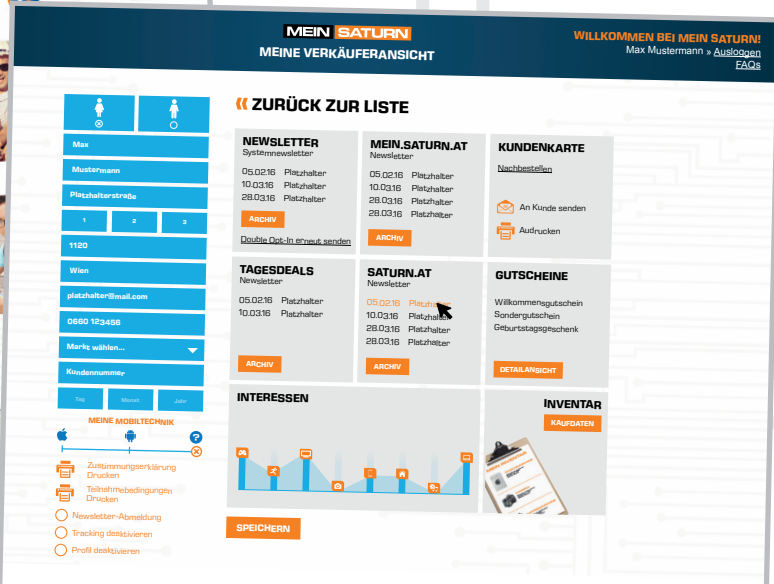 MEIN SATURN
MEINE VERKÄUFERANSICHT
WILLKOMMEN BEI MEIN SATURN!
Max Mustermann » Ausloggen
FAQs
Max
Mustermann
Platzhalterstraße
1 2 3
1120
Wien
platzhalter@mail.com
0660 123456
Markt wählen...
Kundennummer
Tag Monat Jahr
MEINE MOBILTECHNIK
?
Zustimmungserklärung
Drucken
Teilnahmebedingungen
Drucken
Newsletter-Abmeldung
Tracking deaktivieren
Profil deaktivieren
« ZURÜCK ZUR LISTE
NEWSLETTER
Systemnewsletter
05.02.16 Platzhalter
10.03.16 Platzhalter
28.03.16 Platzhalter
ARCHIV
Double Opt-In erneut senden
MEIN.SATURN.AT
Newsletter
05.02.16 Platzhalter
10.03.16 Platzhalter
28.03.16 Platzhalter
28.03.16 Platzhalter
ARCHIV
KUNDENKARTE
Nachbestellen
An Kunde senden
Audrucken
TAGESDEALS
Newsletter
05.02.16 Platzhalter
10.03.16 Platzhalter
ARCHIV
SATURN.AT
Newsletter
05.02.16 Platzhalter
10.03.16 Platzhalter
28.03.16 Platzhalter
28.03.16 Platzhalter
ARCHIV
GUTSCHEINE
Willkommensgutschein
Sondergutschein
Geburtstagsgeschenk
DETAILANSICHT
INTERESSEN
INVENTAR
KAUFDATEN
MEIN INVENTAR
SPEICHERN